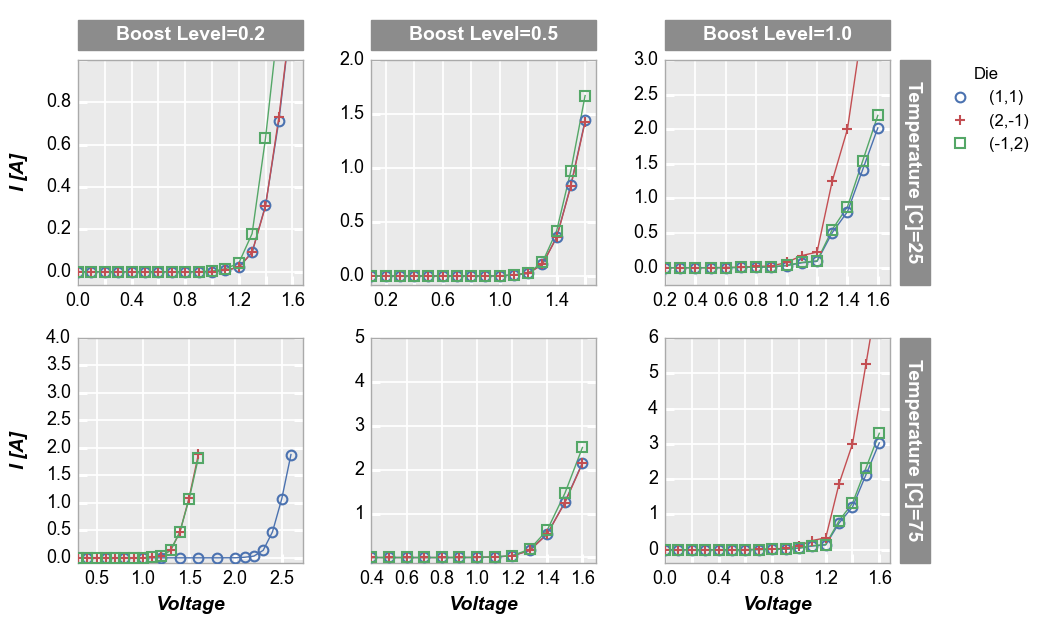 Boost Level=0.2 Boost Level=0.5 Boost Level=1.0
Die
(1,1)
(2,-1)
(-1,2)
I [A]
0.8
0.6
0.4
0.2
0.0
0.0 0.4 0.8 1.2 1.6
2.0
1.5
1.0
0.5
0.0
0.2 0.6 1.0 1.4
3.0
2.5
2.0
1.5
1.0
0.5
0.0
0.2 0.4 0.6 0.8 1.0 1.2 1.4 1.6
Temperature [C]=25
I [A]
4.0
3.5
3.0
2.5
2.0
1.5
1.0
0.5
0.0
0.5 1.0 1.5 2.0 2.5
Voltage
5
4
3
2
1
0.4 0.6 0.8 1.0 1.2 1.4 1.6
Voltage
6
5
4
3
2
1
0
0.0 0.4 0.8 1.2 1.6
Voltage
Temperature [C]=75